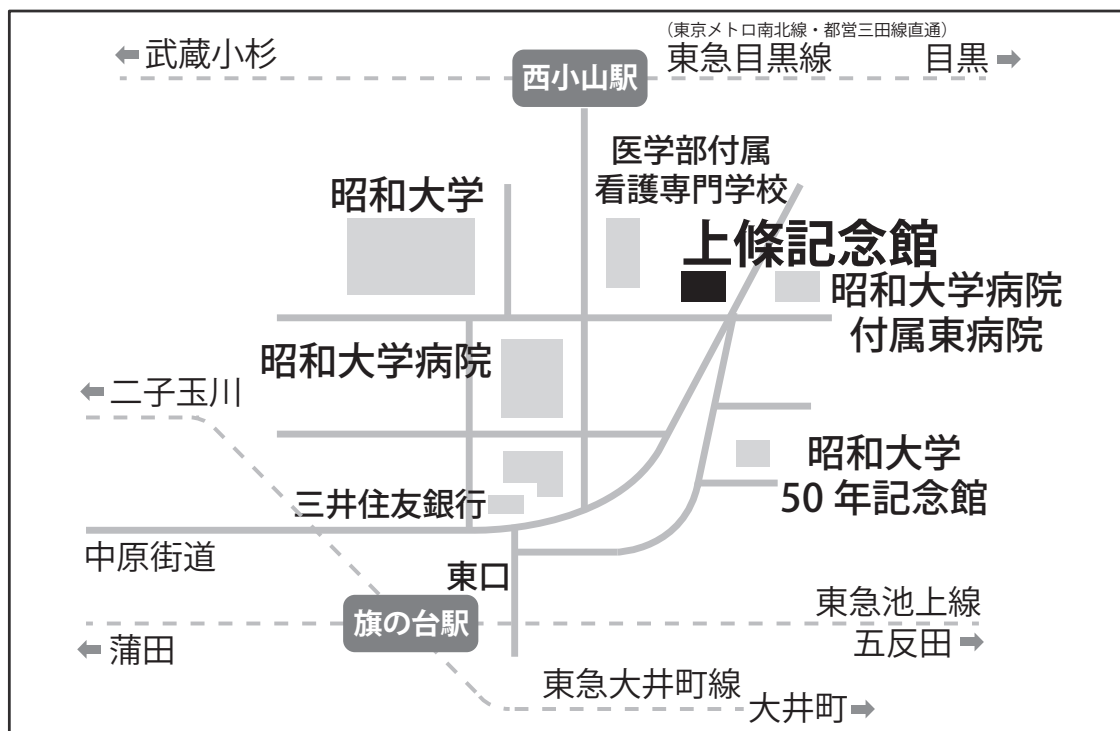 (東京メトロ南北線・都営三田線直通)
武蔵小杉
東急目黒線
目黒
西小山駅
医学部付属
看護専門学校
昭和大学
上條記念館
昭和大学病院
付属東病院
昭和大学病院
二子玉川
昭和大学
50年記念館
三井住友銀行
中原街道
東口
東急池上線
旗の台駅
五反田
蒲田
東急大井町線
大井町